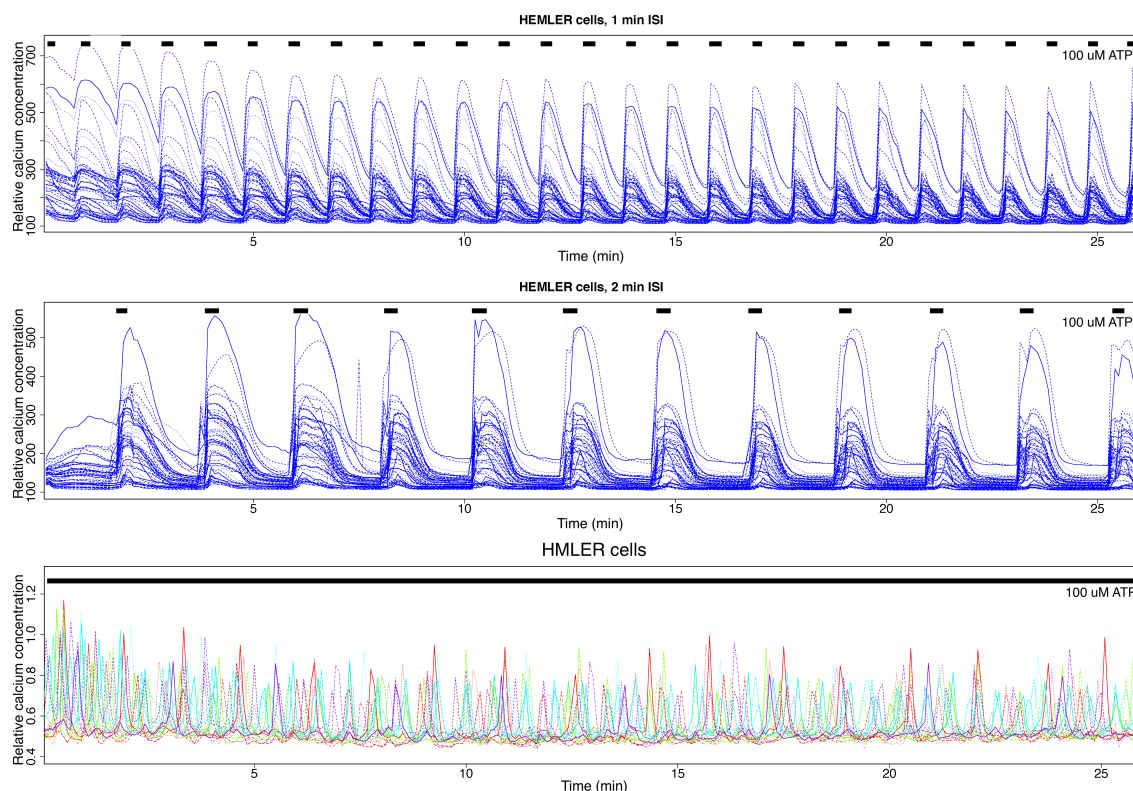 HEMLER cells, 1 min ISI
100 uM ATP
Relative calcium concentration
100 300 500 700
5 10 15 20 25
Time (min)
HEMLER cells, 2 min ISI
100 uM ATP
Relative calcium concentration
100 200 300 400 500
5 10 15 20 25
Time (min)
HMLER cells
100 uM ATP
Relative calcium concentration
0.4 0.6 0.8 1.0 1.2
5 10 15 20 25
Time (min)